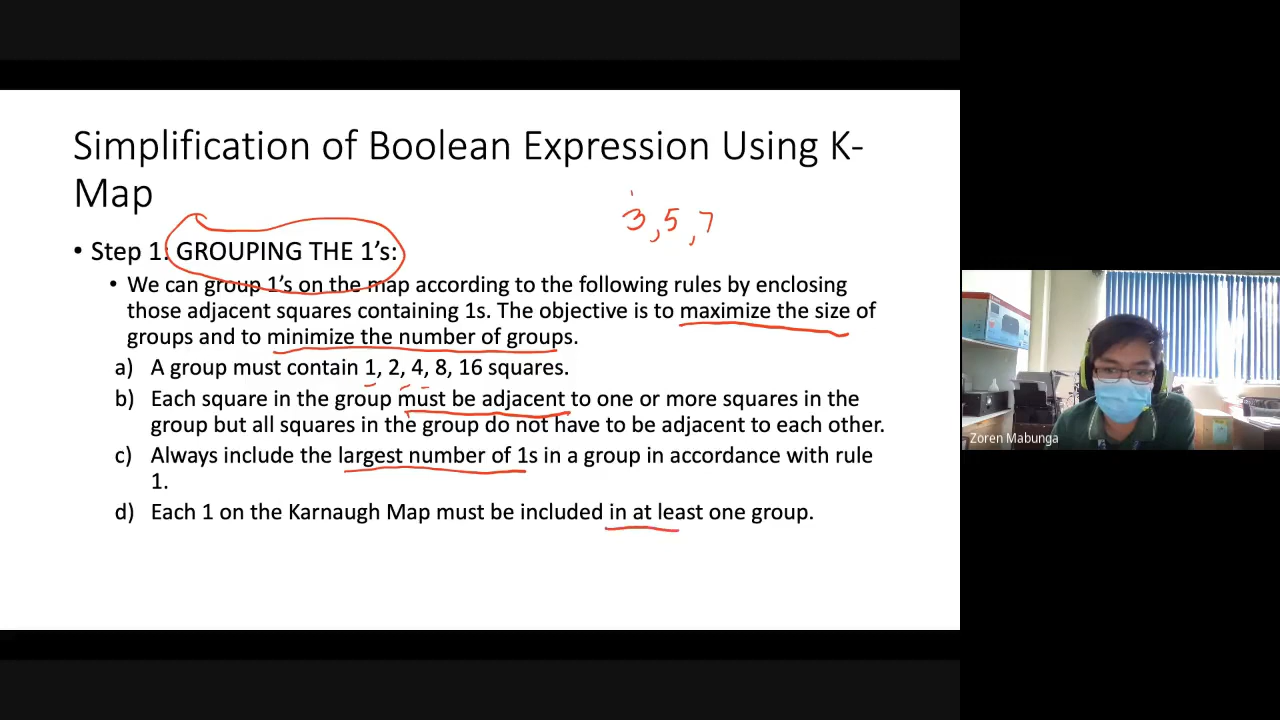 Simplification of Boolean Expression Using K-
Map
3, 5, 7
• Step 1: GROUPING THE 1's:
• We can group 1's on the map according to the following rules by enclosing
those adjacent squares containing 1s. The objective is to maximize the size of
groups and to minimize the number of groups.
a) A group must contain 1, 2, 4, 8, 16 squares.
b) Each square in the group must be adjacent to one or more squares in the
group but all squares in the group do not have to be adjacent to each other.
c) Always include the largest number of 1s in a group in accordance with rule
1.
d) Each 1 on the Karnaugh Map must be included in at least one group.
Zoren Mabunga